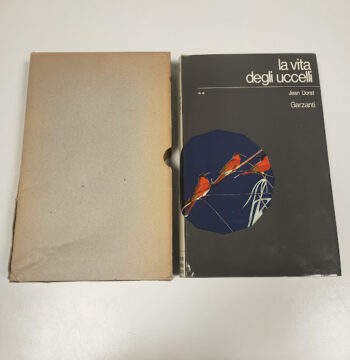 la vita
degli uccelli
**
Jean Dorst
Garzanti